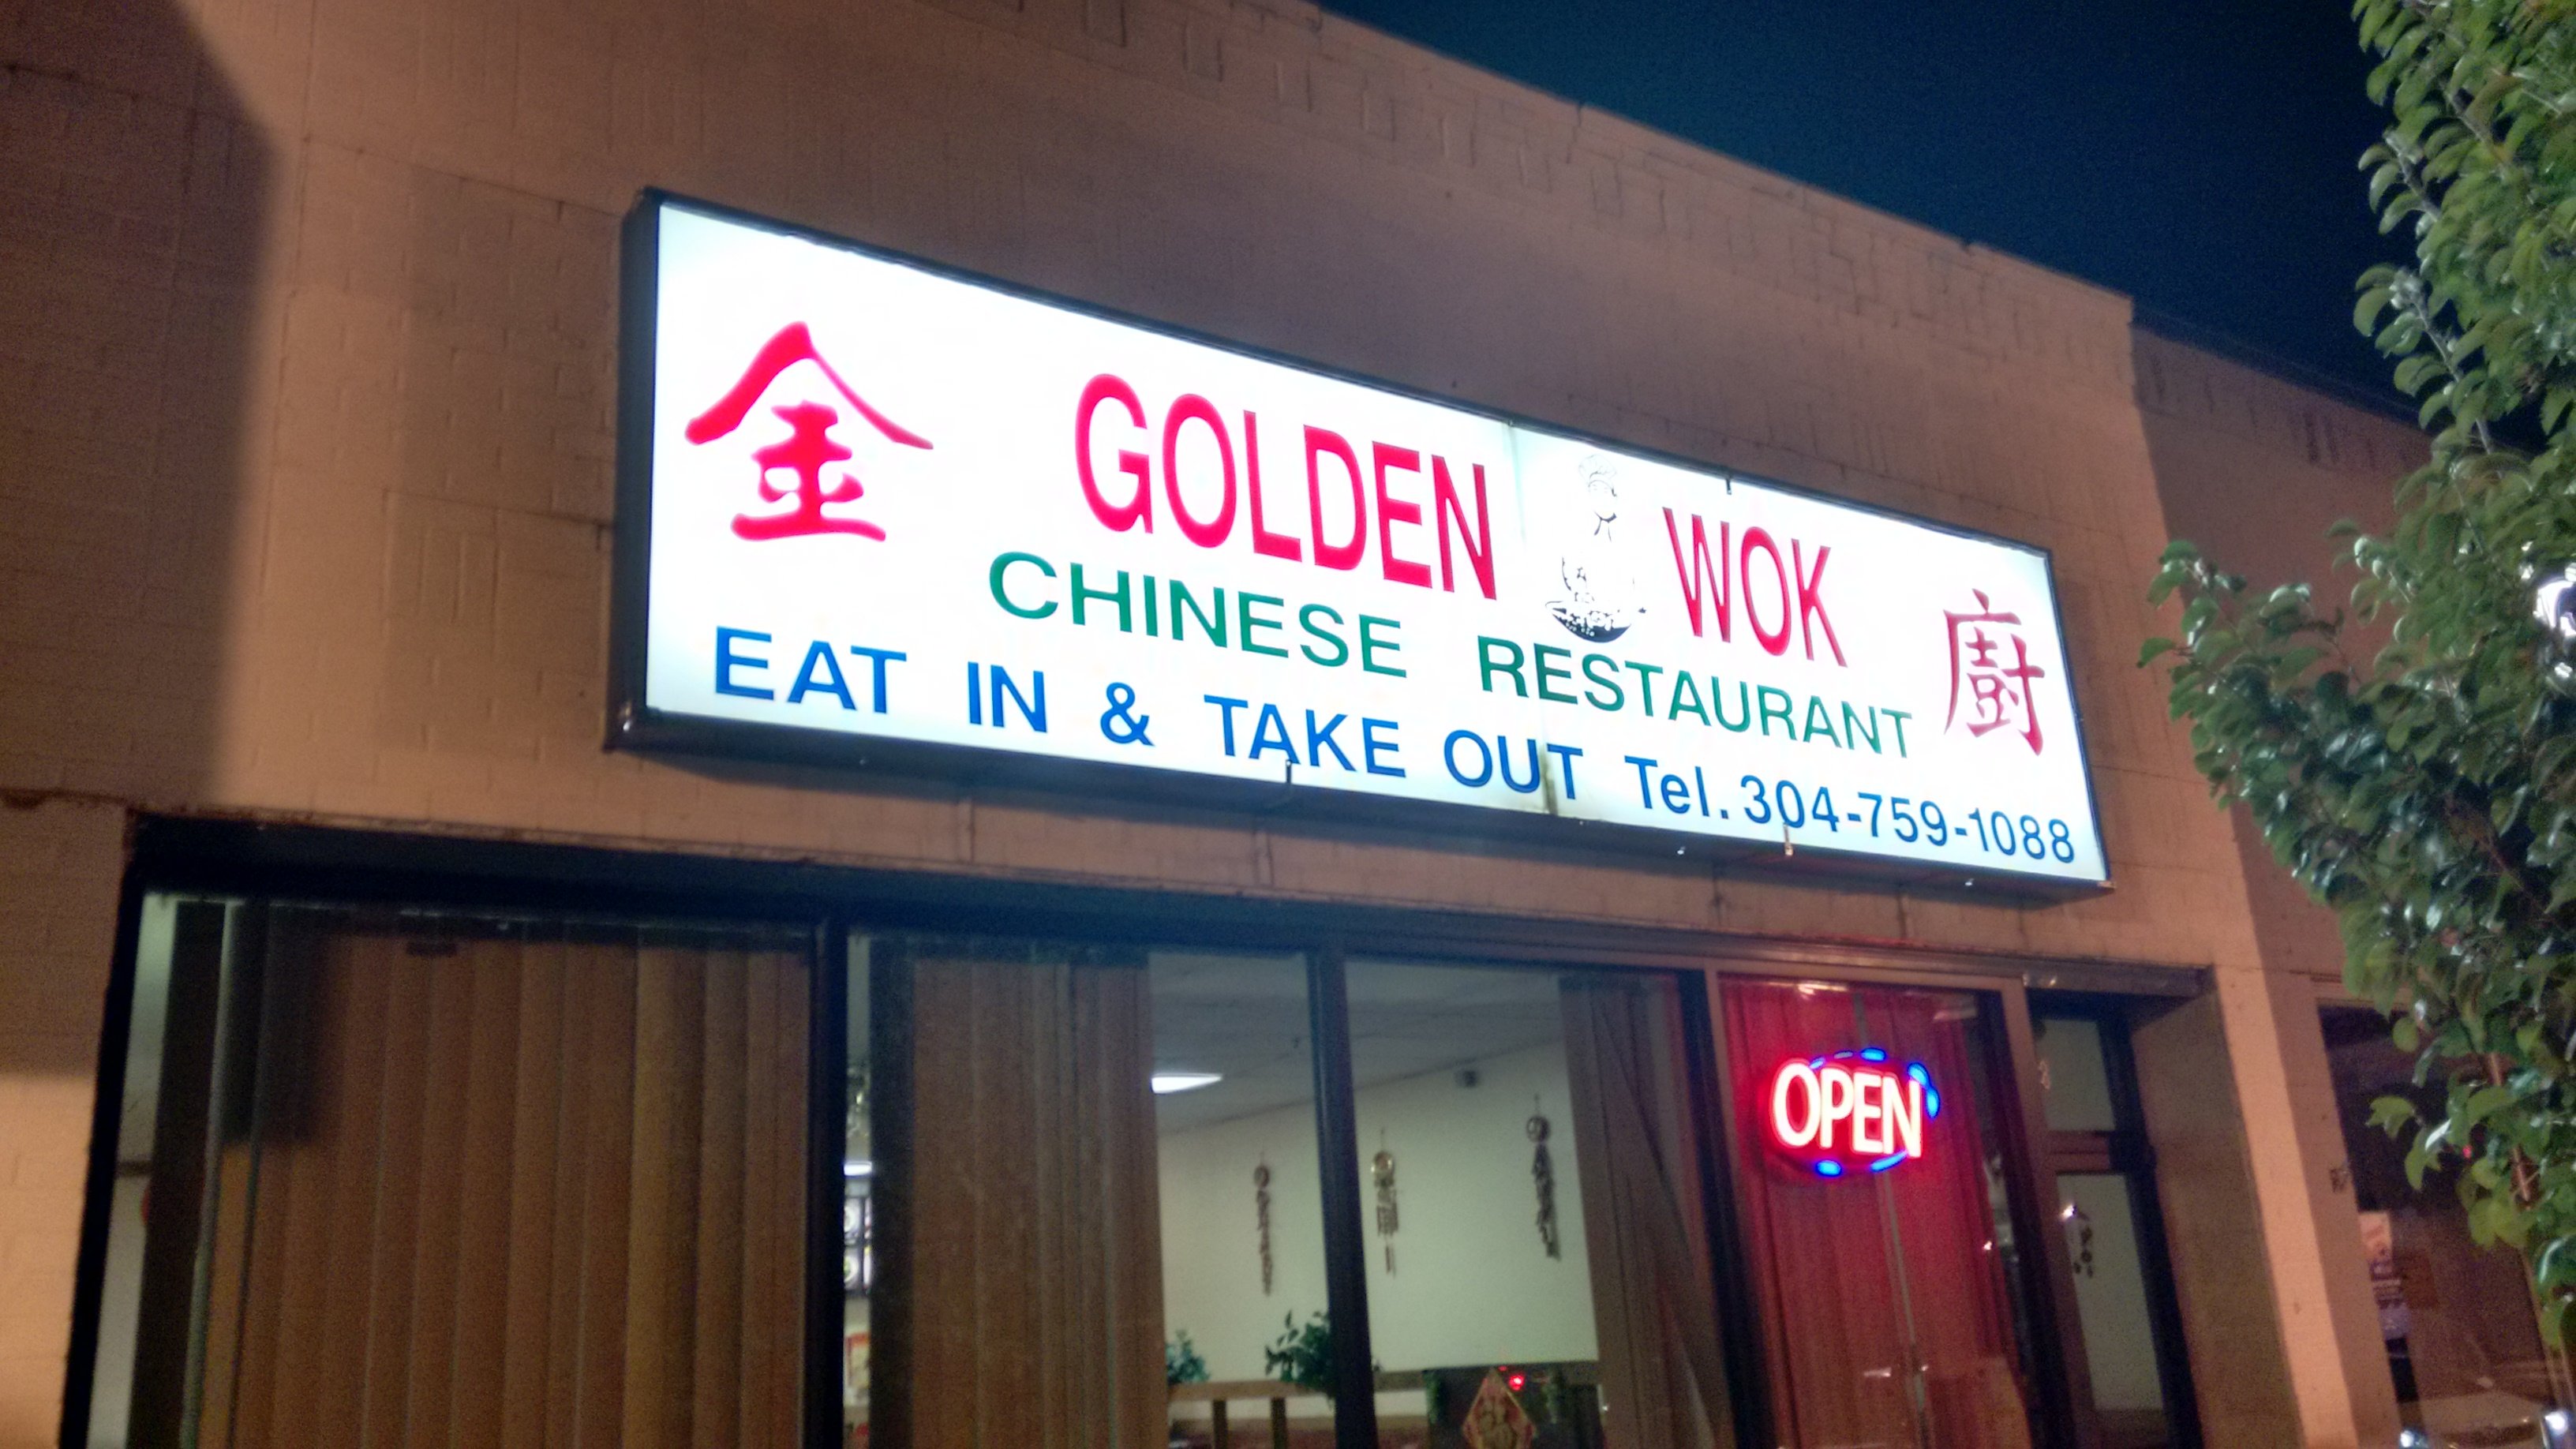 金 GOLDEN WOK 廚
CHINESE RESTAURANT
EAT IN & TAKE OUT Tel. 304-759-1088
OPEN